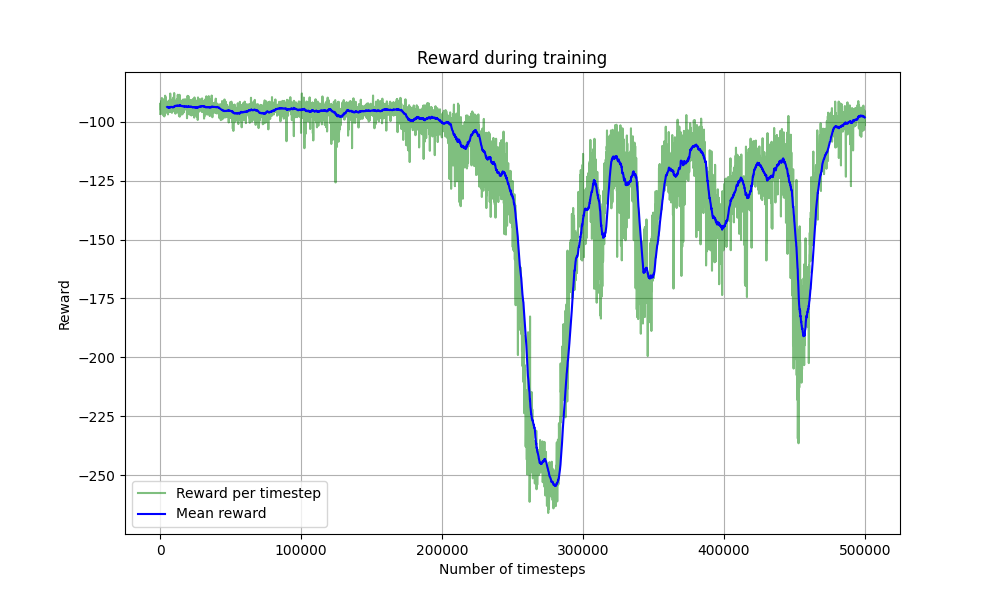 Reward during training
Reward
−100
−125
−150
−175
−200
−225
−250
Reward per timestep
Mean reward
0 100000 200000 300000 400000 500000
Number of timesteps